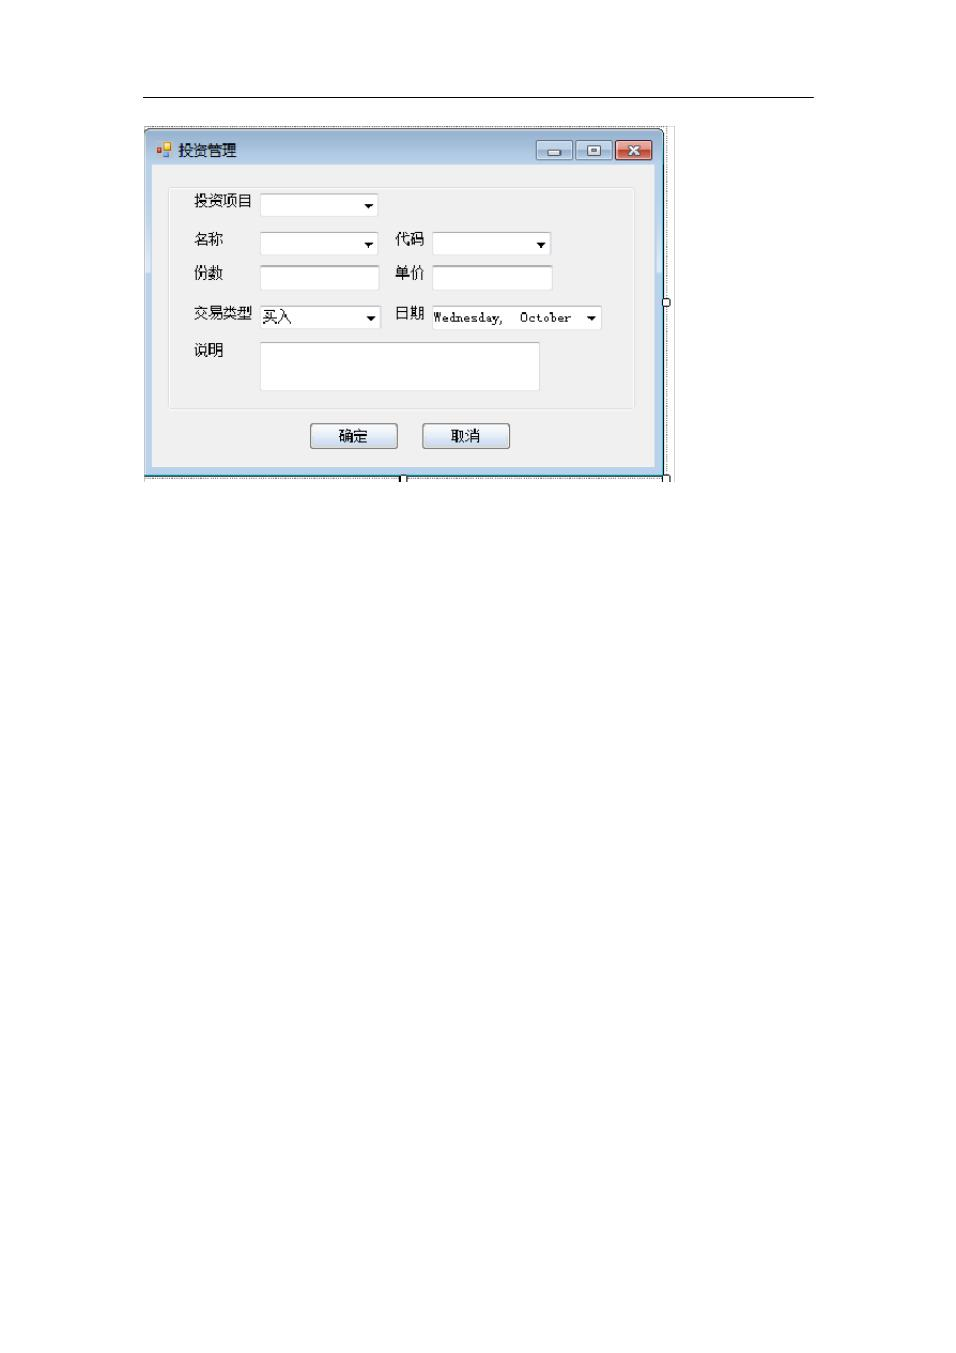 投资管理
投资项目
名称 代码
份数 单价
交易类型 买入 日期 Wednesday, October
说明
确定 取消